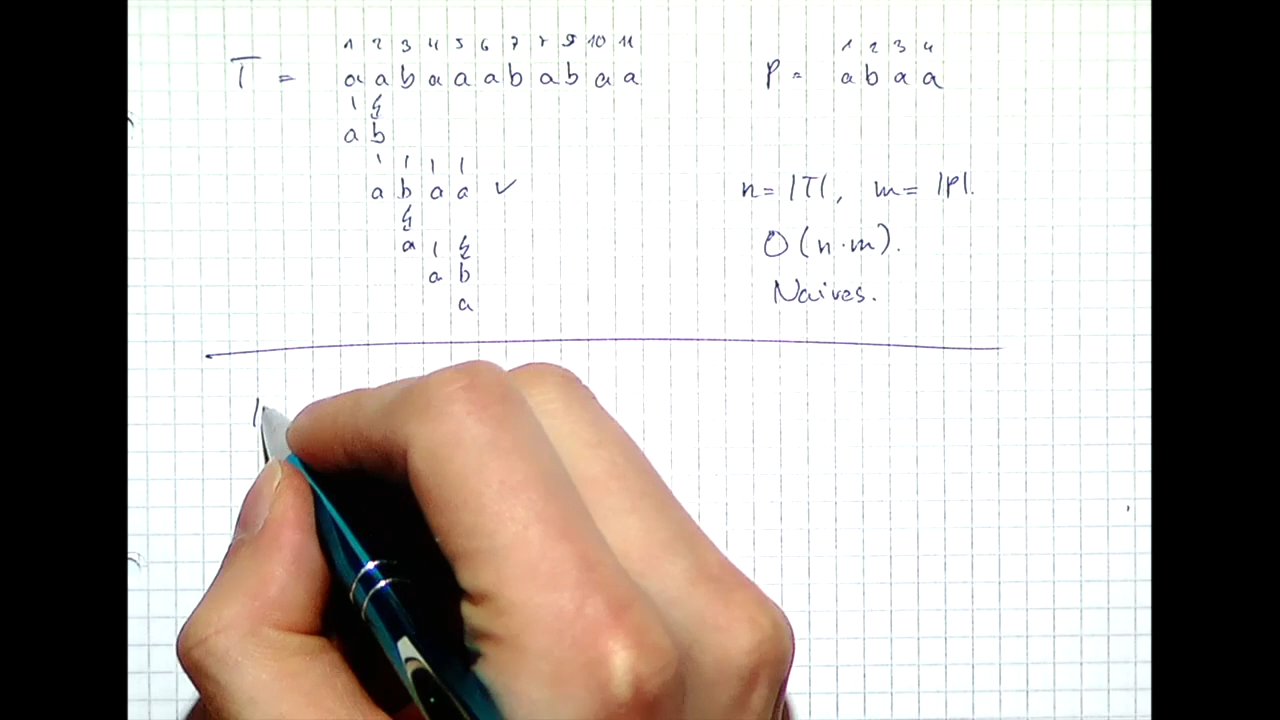 1 2 3 4 5 6 7 8 9 10 11
T = a a b a a a b a b a a
1 2 3 4
P = a b a a
a b
a b a a ✓
a
a b
a
n = |T|, m = |P|.
O(n·m).
Naives.